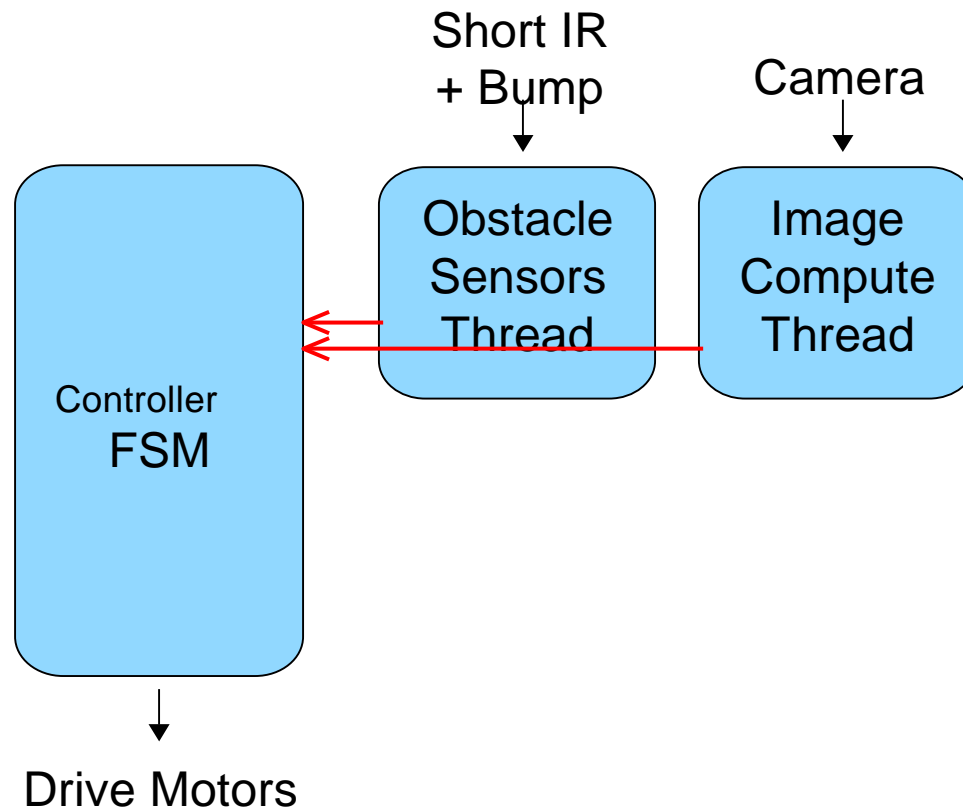 Short IR
+ Bump
Camera
Obstacle
Sensors
Thread
Image
Compute
Thread
Controller
FSM
Drive Motors